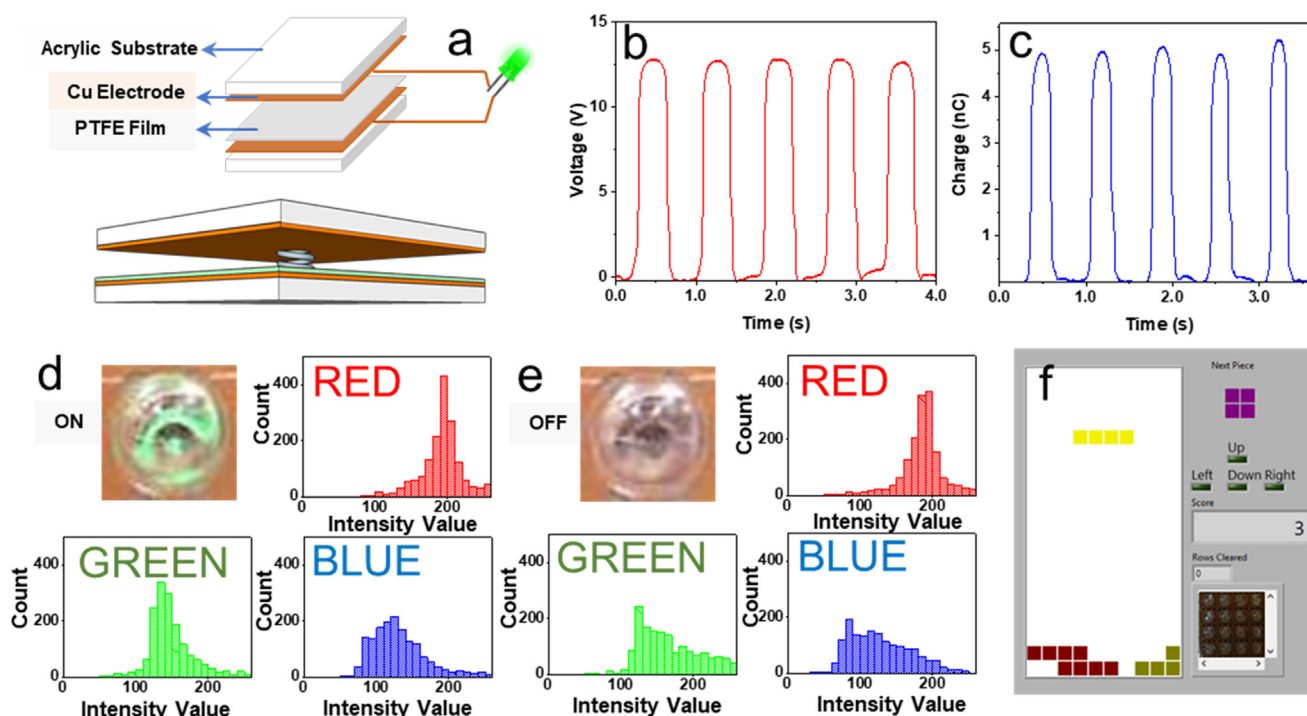 a
Acrylic Substrate
Cu Electrode
PTFE Film
b
Voltage (V)
15
10
5
0
0.0 1.0 2.0 3.0 4.0
Time (s)
c
Charge (nC)
5
4
3
2
1
0
0.0 1.0 2.0 3.0
Time (s)
d
ON
RED
Count
400
200
0
0 100 200
Intensity Value
GREEN
Count
400
200
0
0 100 200
Intensity Value
BLUE
Count
400
200
0
0 100 200
Intensity Value
e
OFF
RED
Count
400
200
0
0 100 200
Intensity Value
GREEN
Count
400
200
0
0 100 200
Intensity Value
BLUE
Count
400
200
0
0 100 200
Intensity Value
f
Next Piece
Up
Left Down Right
Score
3
Rows Cleared
0